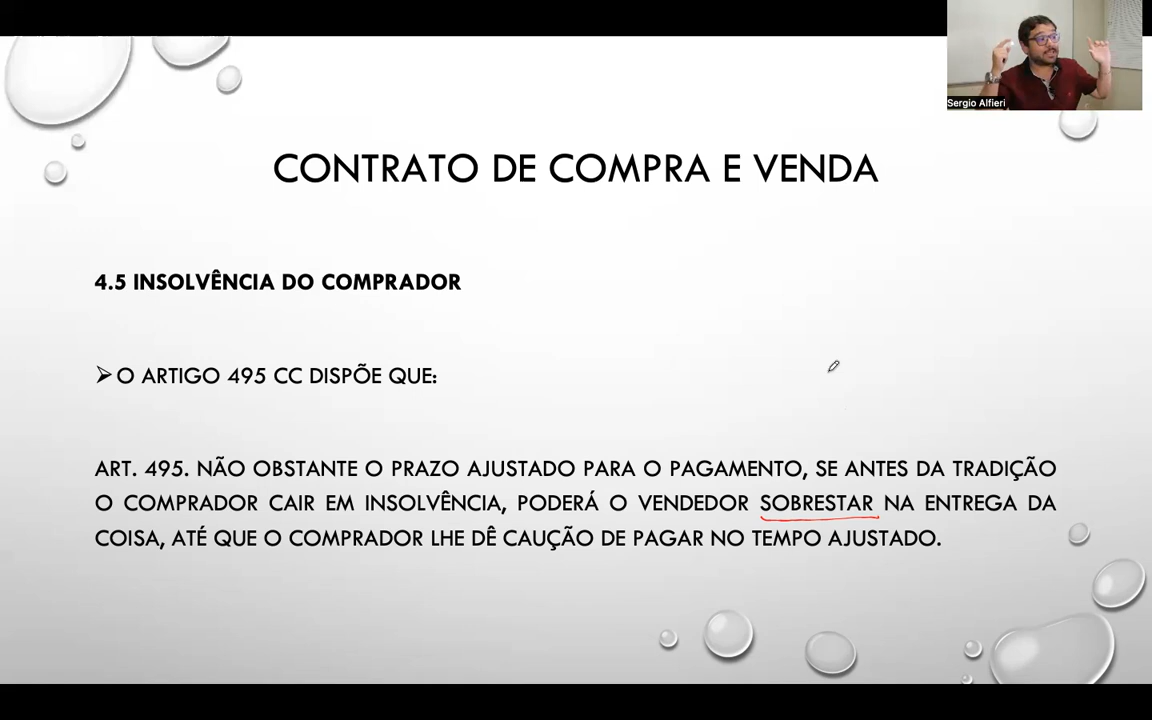 Sergio Alfieri
CONTRATO DE COMPRA E VENDA
4.5 INSOLVÊNCIA DO COMPRADOR
➢O ARTIGO 495 CC DISPÕE QUE:
ART. 495. NÃO OBSTANTE O PRAZO AJUSTADO PARA O PAGAMENTO, SE ANTES DA TRADIÇÃO
O COMPRADOR CAIR EM INSOLVÊNCIA, PODERÁ O VENDEDOR SOBRESTAR NA ENTREGA DA
COISA, ATÉ QUE O COMPRADOR LHE DÊ CAUÇÃO DE PAGAR NO TEMPO AJUSTADO.